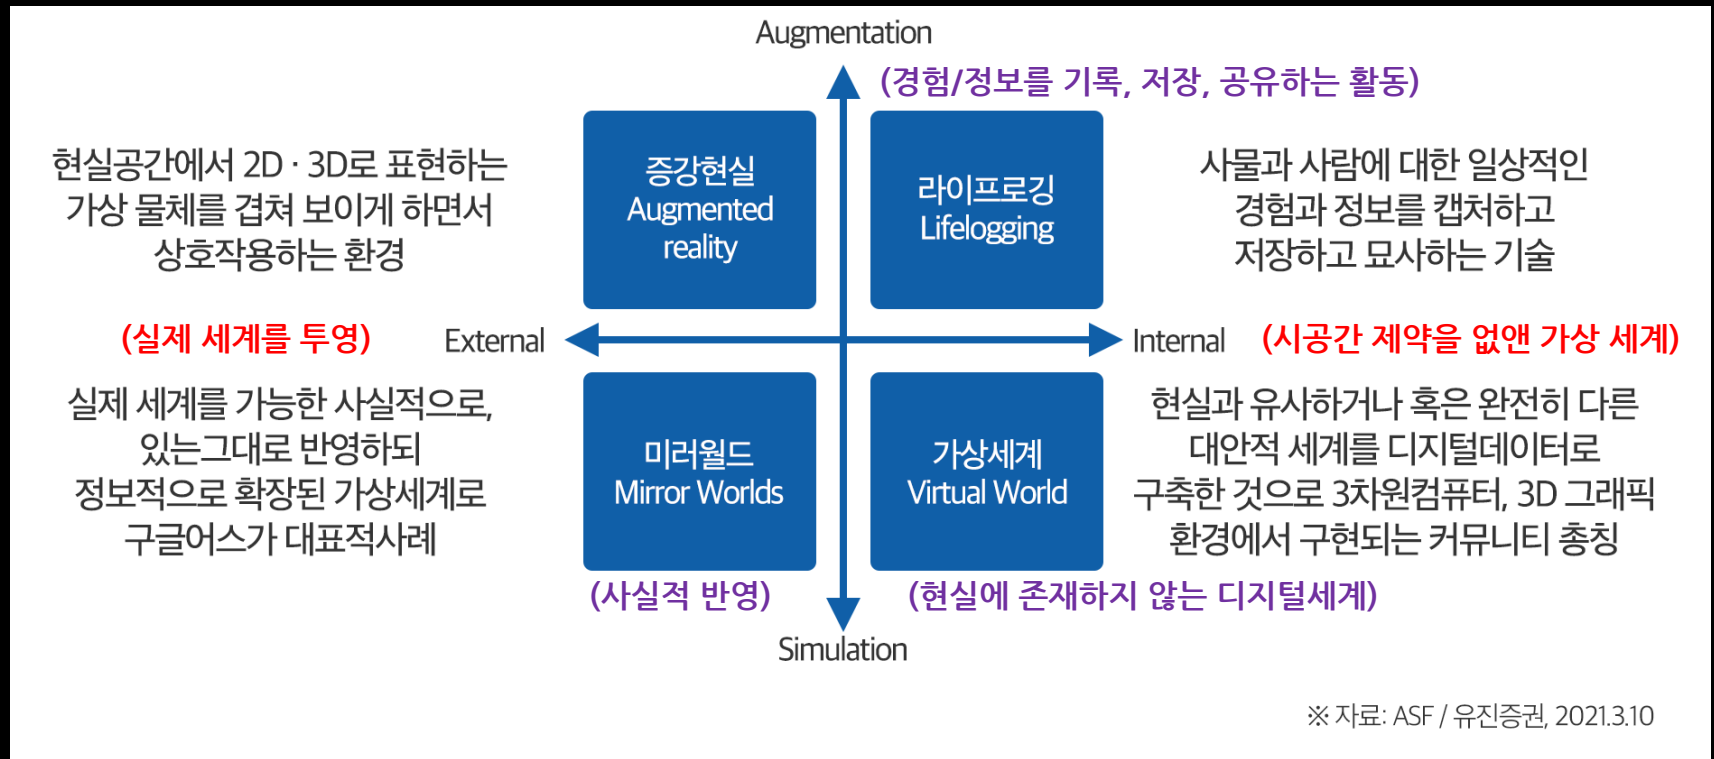 Augmentation
(경험/정보를 기록, 저장, 공유하는 활동)
현실공간에서 2D · 3D로 표현하는
가상 물체를 겹쳐 보이게 하면서
상호작용하는 환경
증강현실
Augmented
reality
라이프로깅
Lifelogging
사물과 사람에 대한 일상적인
경험과 정보를 캡처하고
저장하고 묘사하는 기술
(실제 세계를 투영)
External
Internal
(시공간 제약을 없앤 가상 세계)
실제 세계를 가능한 사실적으로,
있는그대로 반영하되
정보적으로 확장된 가상세계로
구글어스가 대표적사례
미러월드
Mirror Worlds
가상세계
Virtual World
현실과 유사하거나 혹은 완전히 다른
대안적 세계를 디지털데이터로
구축한 것으로 3차원컴퓨터, 3D 그래픽
환경에서 구현되는 커뮤니티 총칭
(사실적 반영)
(현실에 존재하지 않는 디지털세계)
Simulation
※ 자료: ASF / 유진증권, 2021.3.10